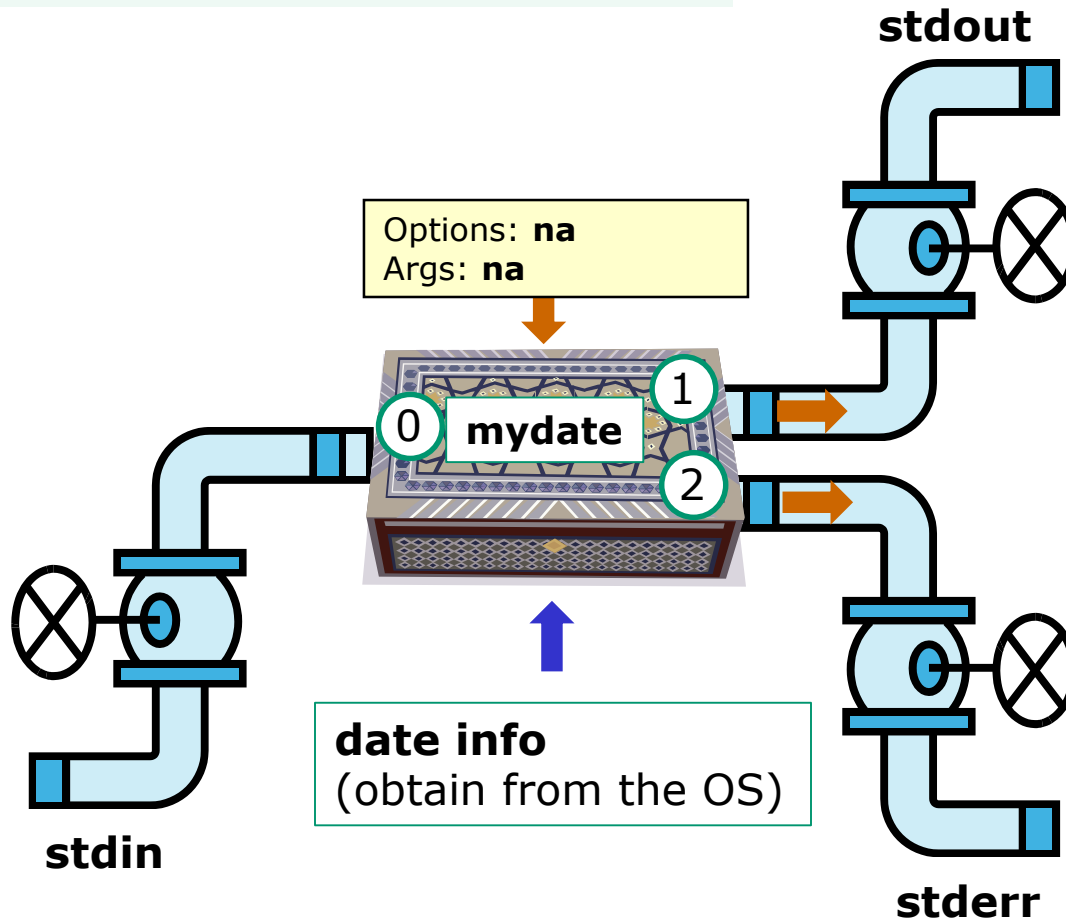 stdout
Options: na
Args: na
1
0
mydate
2
date info
(obtain from the OS)
stdin
stderr